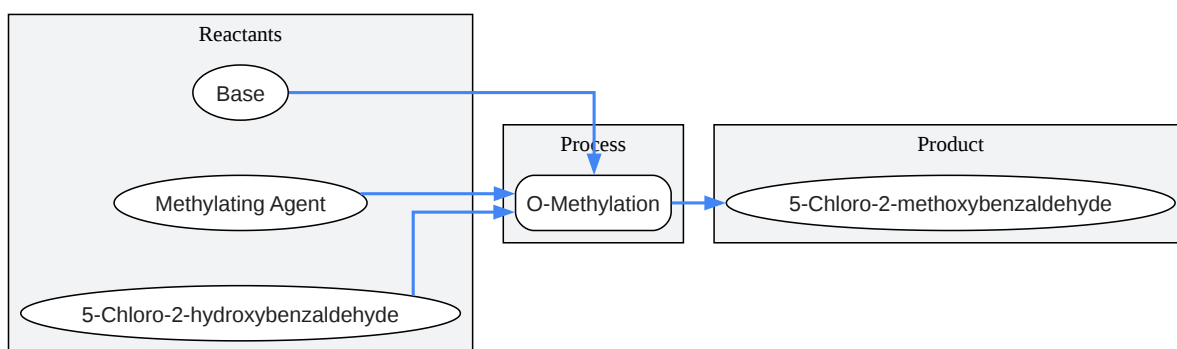 Reactants
Base
Methylating Agent
5-Chloro-2-hydroxybenzaldehyde
Process
O-Methylation
Product
5-Chloro-2-methoxybenzaldehyde